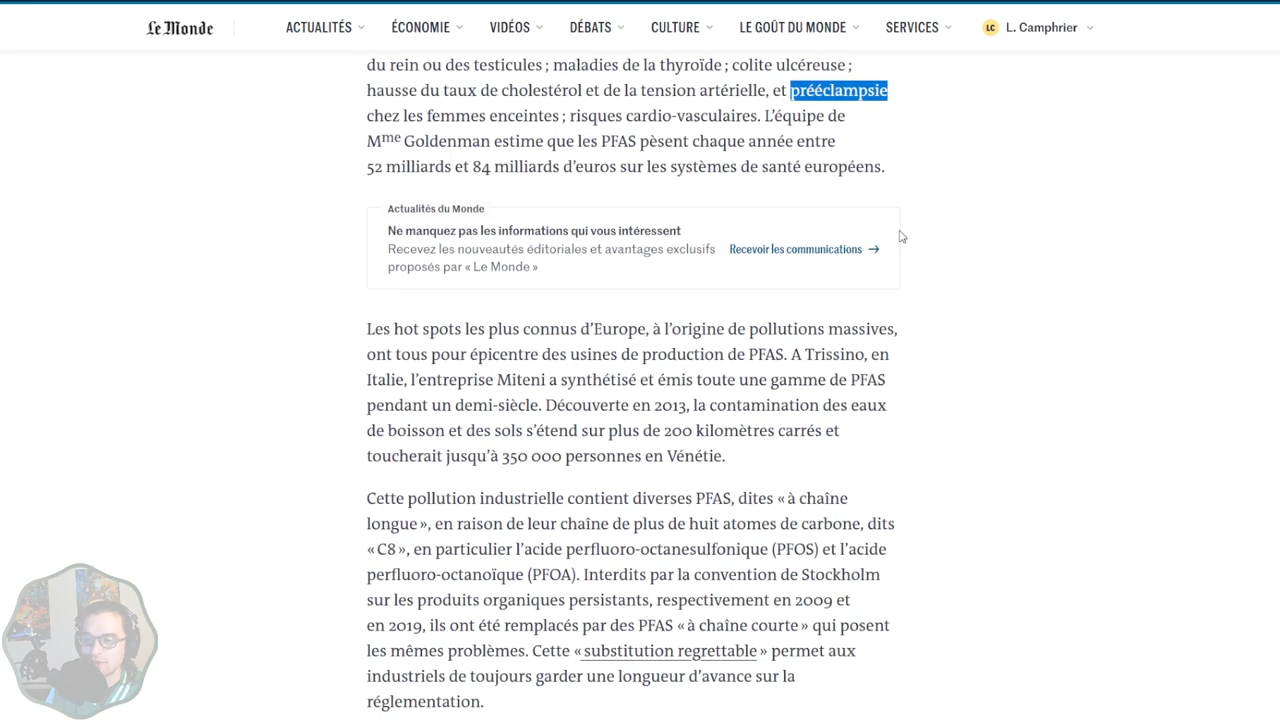 Le Monde
ACTUALITÉS
ÉCONOMIE
VIDÉOS
DÉBATS
CULTURE
LE GOÛT DU MONDE
SERVICES
LC
L. Camphrier
du rein ou des testicules ; maladies de la thyroïde ; colite ulcéreuse ;
hausse du taux de cholestérol et de la tension artérielle, et prééclampsie
chez les femmes enceintes ; risques cardio-vasculaires. L’équipe de
Mme Goldenman estime que les PFAS pèsent chaque année entre
52 milliards et 84 milliards d’euros sur les systèmes de santé européens.
Actualités du Monde
Ne manquez pas les informations qui vous intéressent
Recevez les nouveautés éditoriales et avantages exclusifs
proposés par « Le Monde »
Recevoir les communications →
Les hot spots les plus connus d’Europe, à l’origine de pollutions massives,
ont tous pour épicentre des usines de production de PFAS. A Trissino, en
Italie, l’entreprise Miteni a synthétisé et émis toute une gamme de PFAS
pendant un demi-siècle. Découverte en 2013, la contamination des eaux
de boisson et des sols s’étend sur plus de 200 kilomètres carrés et
toucherait jusqu’à 350 000 personnes en Vénétie.
Cette pollution industrielle contient diverses PFAS, dites « à chaîne
longue », en raison de leur chaîne de plus de huit atomes de carbone, dits
« C8 », en particulier l’acide perfluoro-octanesulfonique (PFOS) et l’acide
perfluoro-octanoïque (PFOA). Interdits par la convention de Stockholm
sur les produits organiques persistants, respectivement en 2009 et
en 2019, ils ont été remplacés par des PFAS « à chaîne courte » qui posent
les mêmes problèmes. Cette « substitution regrettable » permet aux
industriels de toujours garder une longueur d’avance sur la
réglementation.